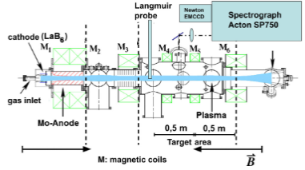 Langmuir
probe
Newton
EMCCD
Spectrograph
Acton SP750
cathode (LaB6)
M1
M2
M3
M4
M5
M6
gas inlet
Mo-Anode
Plasma
0,5 m
0,5 m
Target area
M: magnetic coils
B